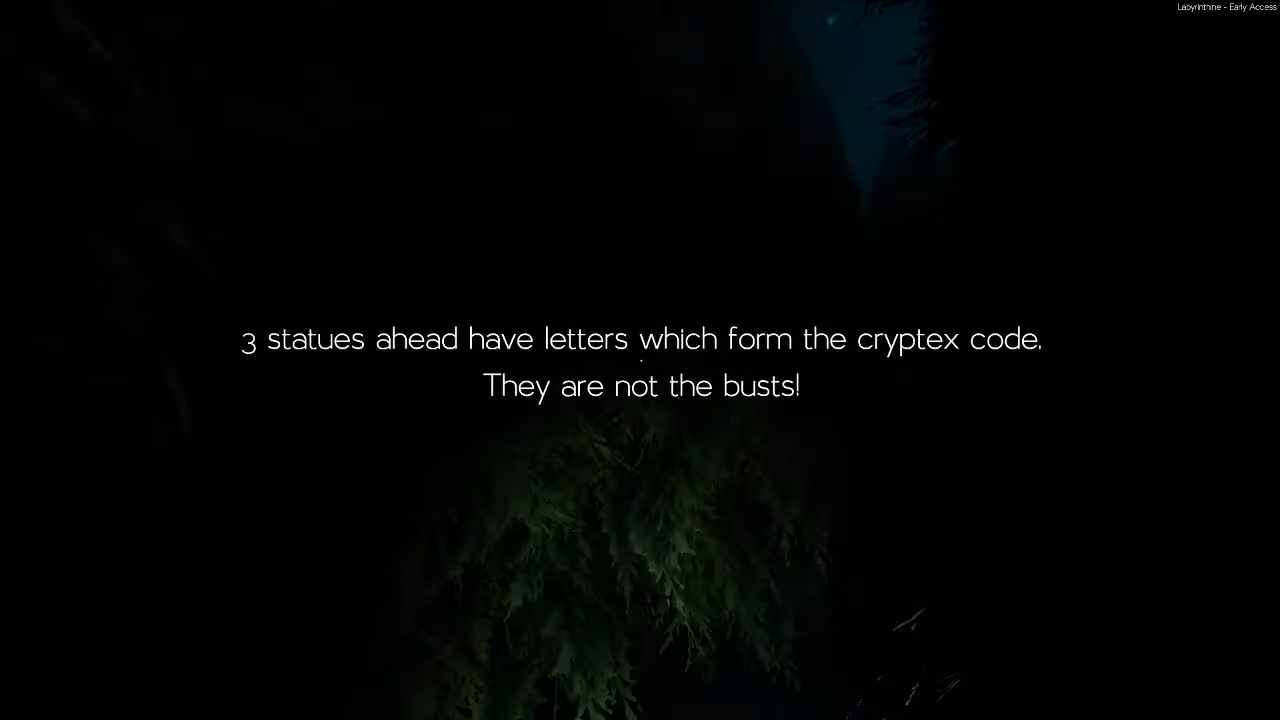 Labyrinthine - Early Access
3 statues ahead have letters which form the cryptex code.
They are not the busts!